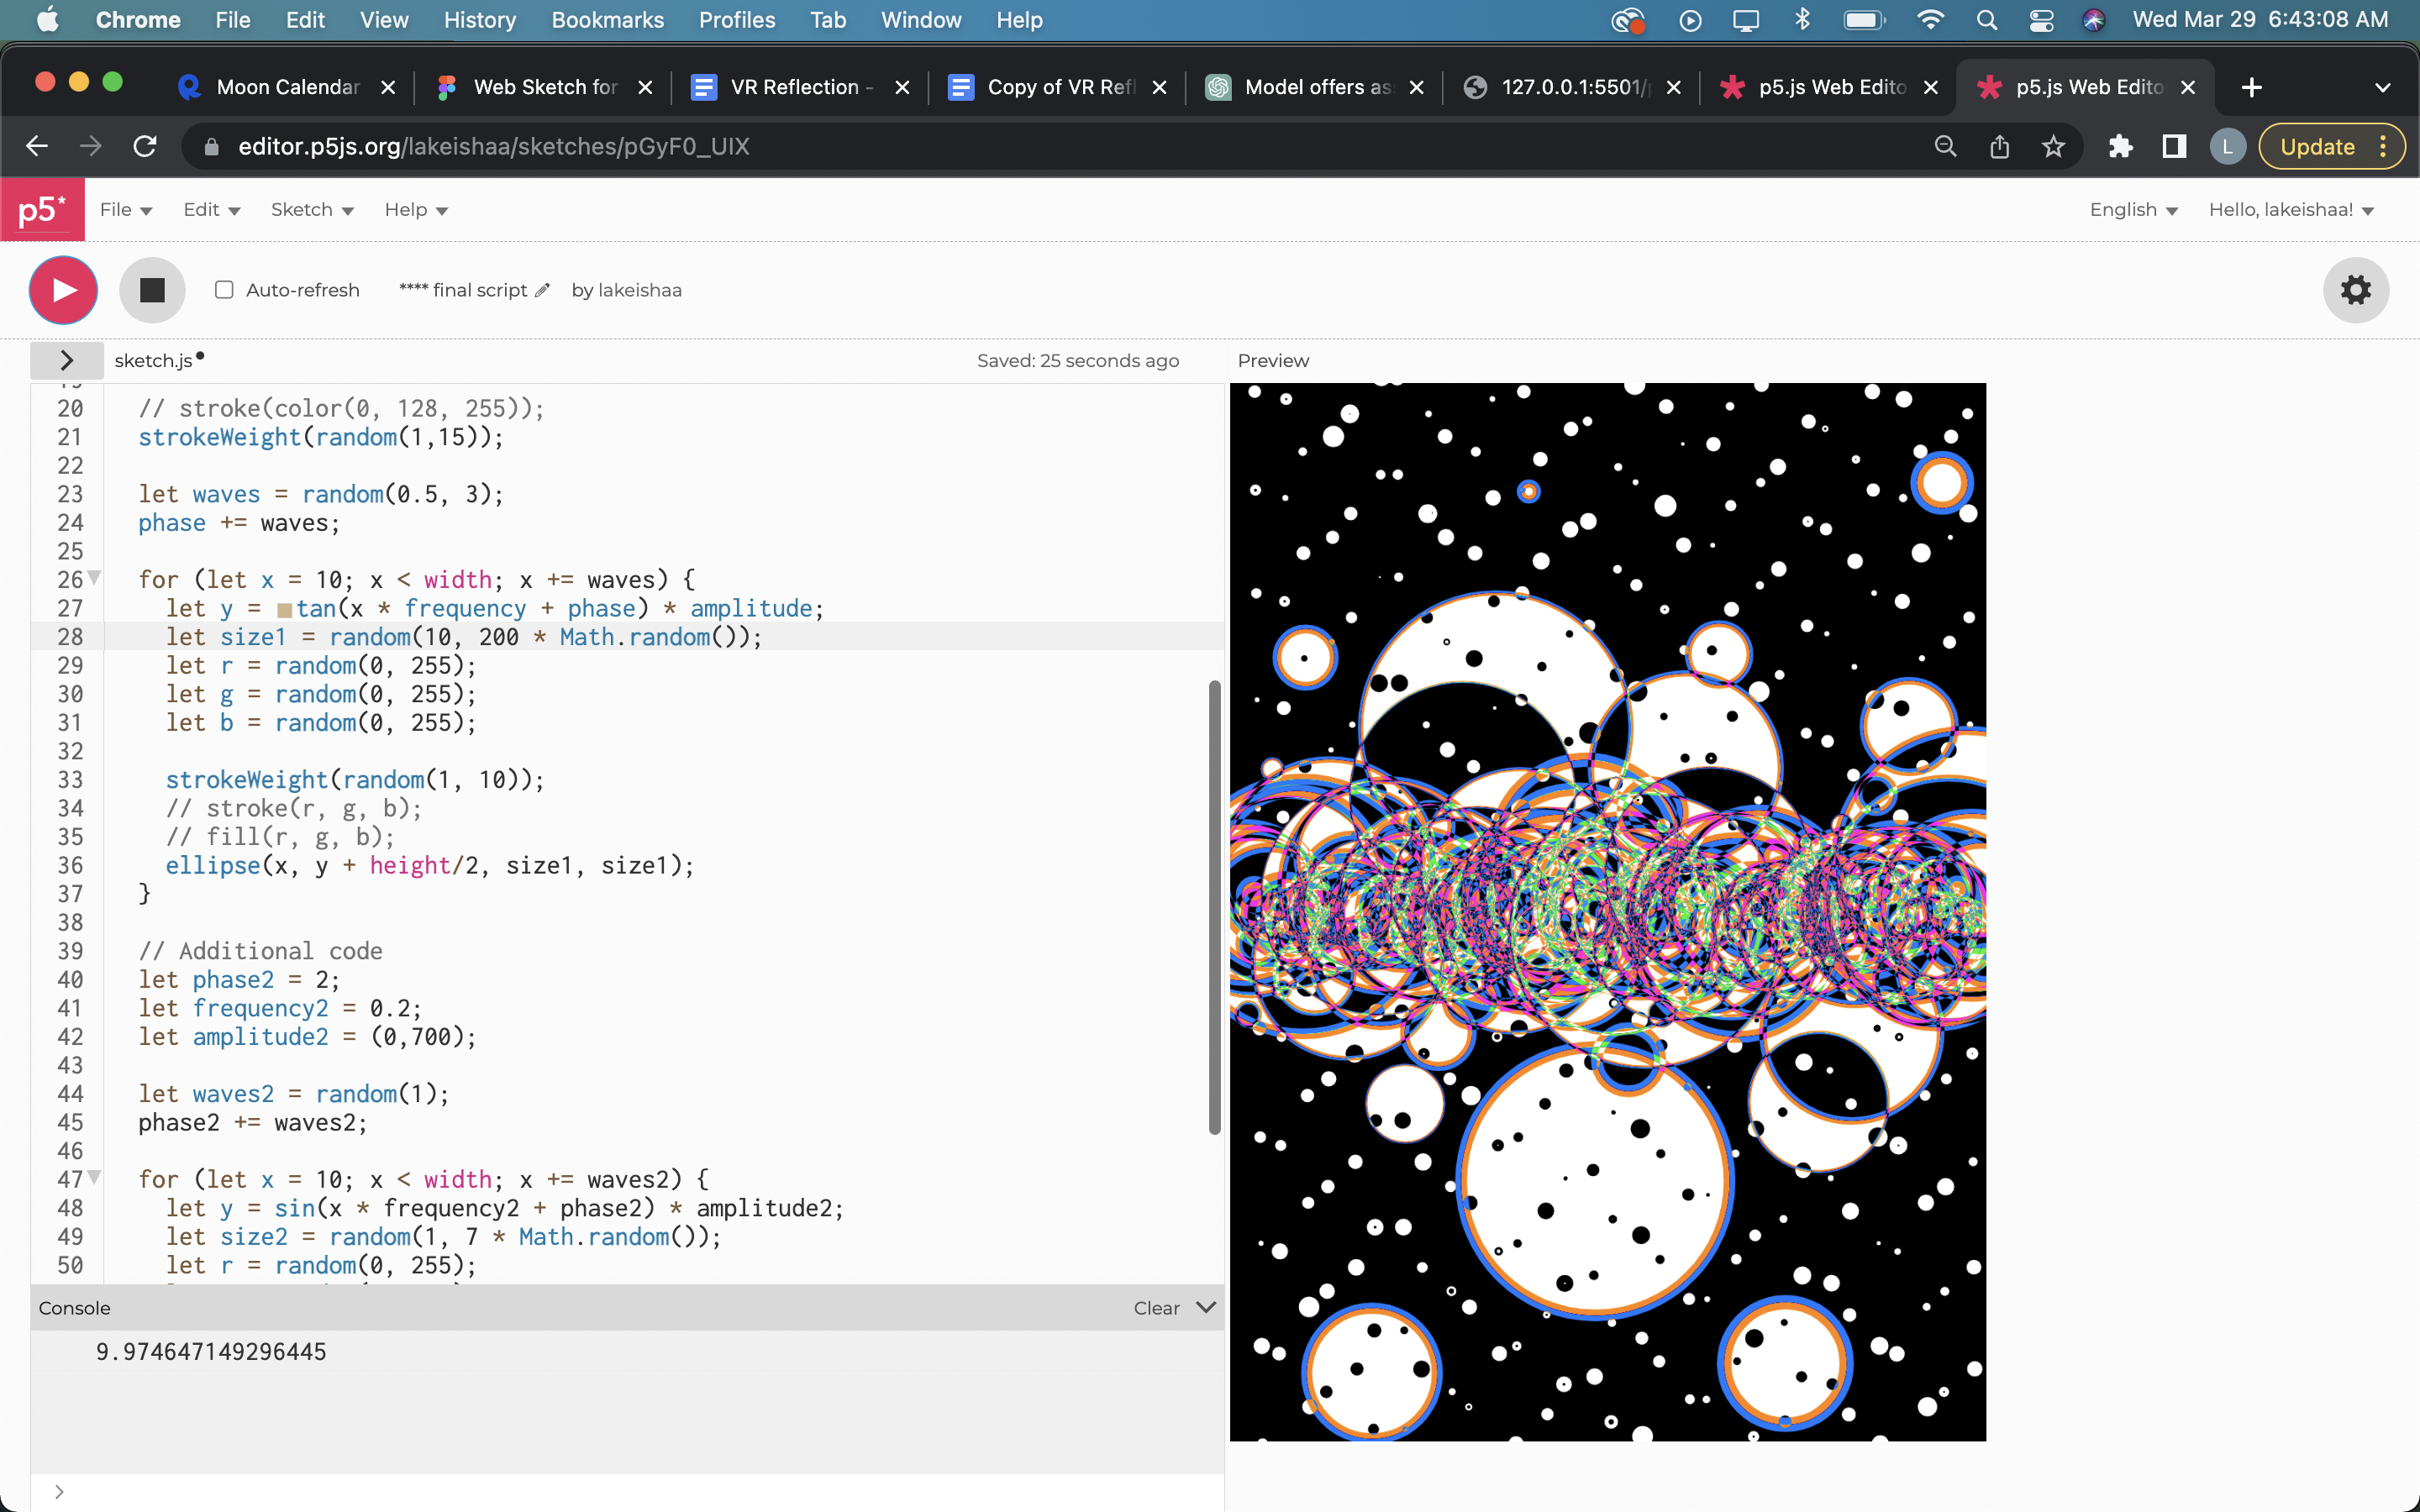 Chrome File Edit View History Bookmarks Profiles Tab Window Help Wed Mar 29 6:43:08 AM
Moon Calendar Web Sketch for VR Reflection - Copy of VR Refl Model offers as 127.0.0.1:5501/ p5.js Web Edito p5.js Web Edito
editor.p5js.org/lakeishaa/sketches/pGyF0_UIX L Update
p5* File Edit Sketch Help English Hello, lakeishaa!
Auto-refresh **** final script by lakeishaa
sketch.js Saved: 25 seconds ago Preview
20 // stroke(color(0, 128, 255));
21 strokeWeight(random(1,15));
22
23 let waves = random(0.5, 3);
24 phase += waves;
25
26 for (let x = 10; x < width; x += waves) {
27 let y = tan(x * frequency + phase) * amplitude;
28 let size1 = random(10, 200 * Math.random());
29 let r = random(0, 255);
30 let g = random(0, 255);
31 let b = random(0, 255);
32
33 strokeWeight(random(1, 10));
34 // stroke(r, g, b);
35 // fill(r, g, b);
36 ellipse(x, y + height/2, size1, size1);
37 }
38
39 // Additional code
40 let phase2 = 2;
41 let frequency2 = 0.2;
42 let amplitude2 = (0,700);
43
44 let waves2 = random(1);
45 phase2 += waves2;
46
47 for (let x = 10; x < width; x += waves2) {
48 let y = sin(x * frequency2 + phase2) * amplitude2;
49 let size2 = random(1, 7 * Math.random());
50 let r = random(0, 255);
Console Clear
9.974647149296445